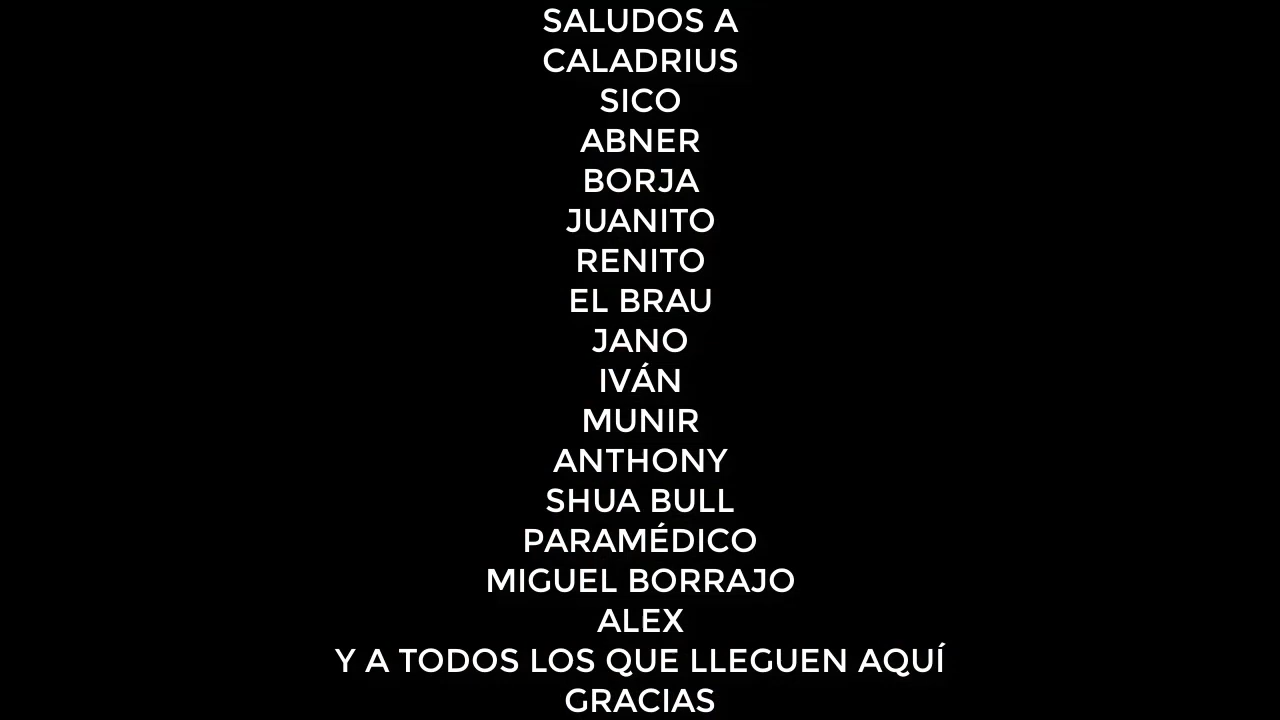 SALUDOS A
CALADRIUS
SICO
ABNER
BORJA
JUANITO
RENITO
EL BRAU
JANO
IVÁN
MUNIR
ANTHONY
SHUA BULL
PARAMÉDICO
MIGUEL BORRAJO
ALEX
Y A TODOS LOS QUE LLEGUEN AQUÍ
GRACIAS